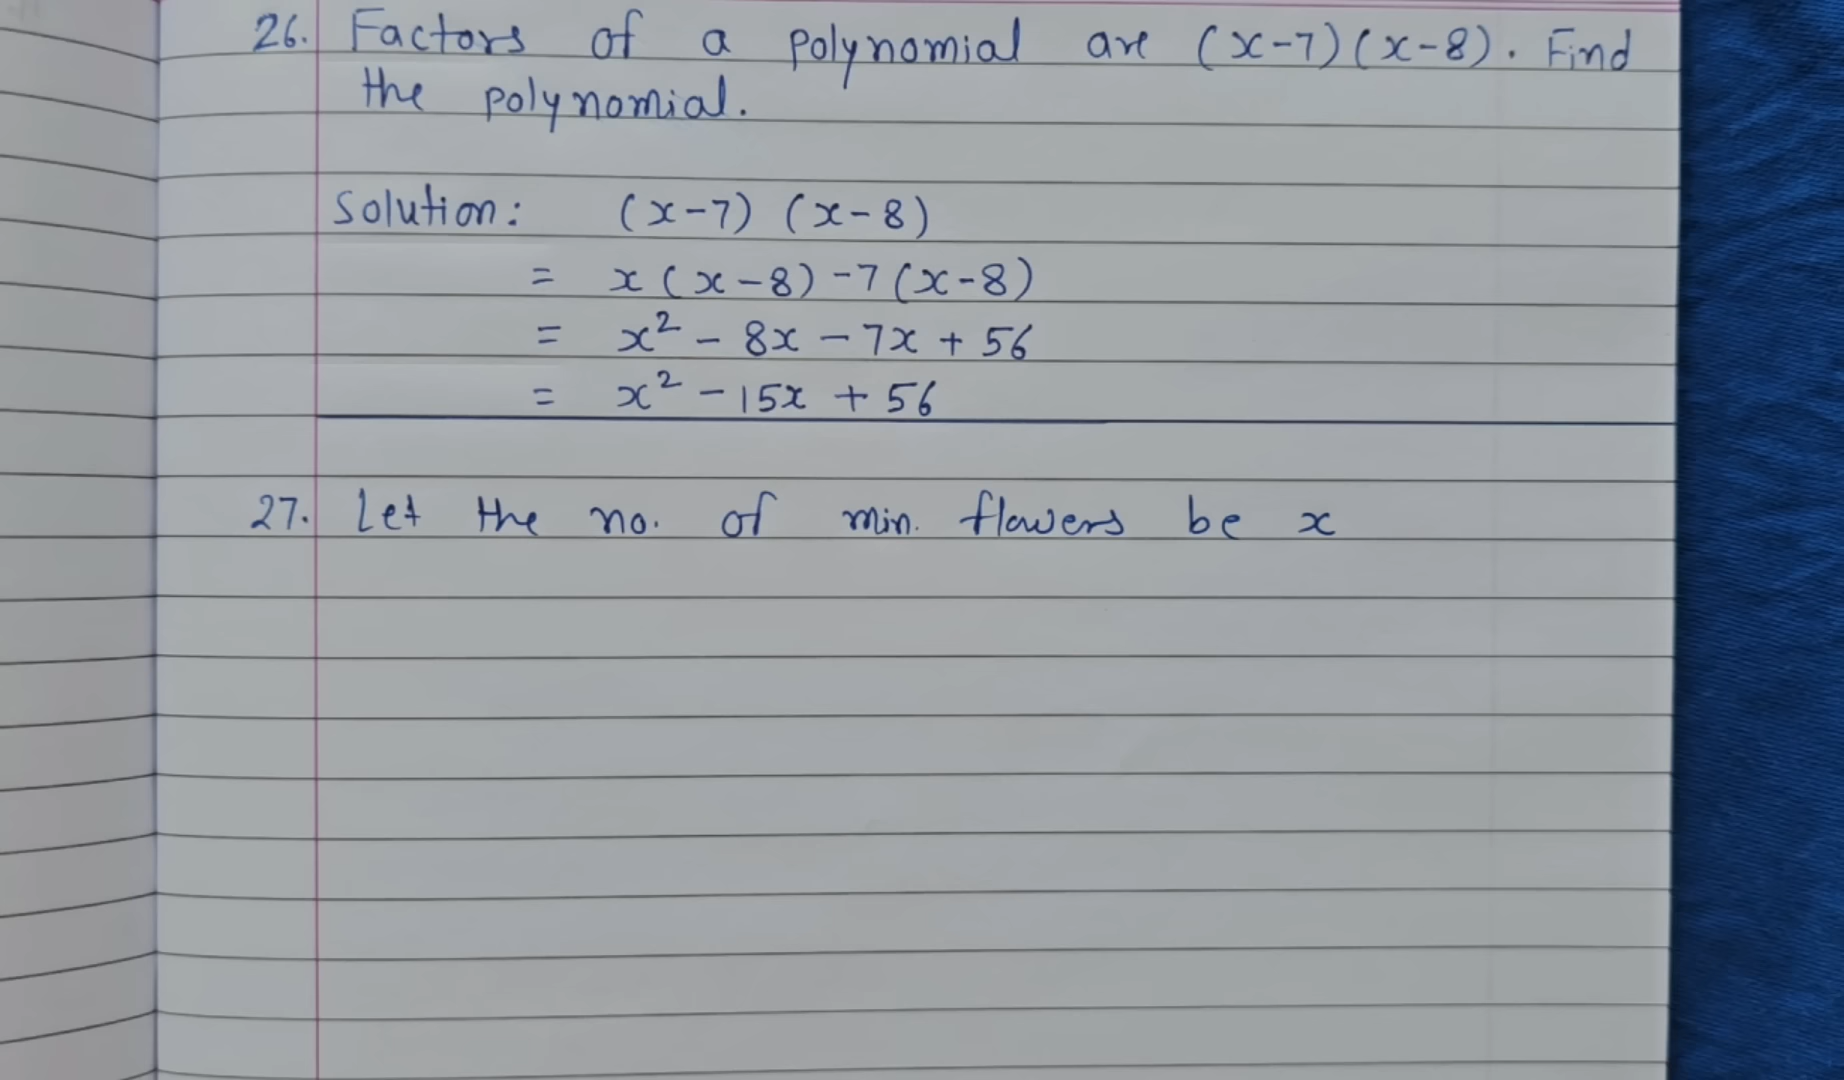 26. Factors of a polynomial are (x-7)(x-8). Find
the polynomial.
Solution: (x-7) (x-8)
= x(x-8)-7(x-8)
= x² - 8x - 7x + 56
= x² - 15x + 56
27. Let the no. of min. flowers be x